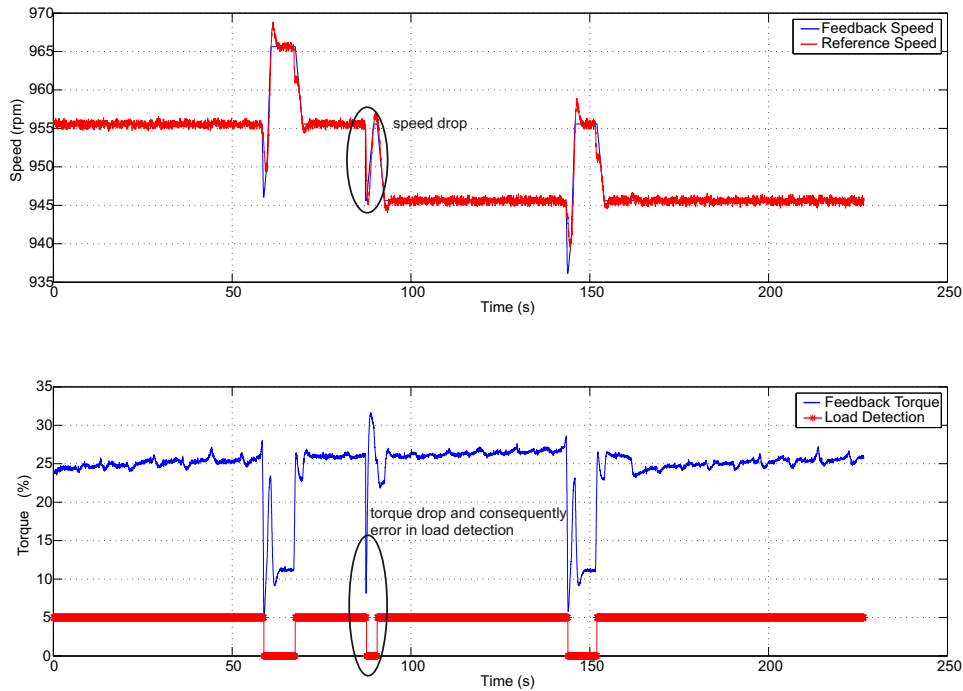 970
965
960
955
950
945
940
935
Speed (rpm)
Feedback Speed
Reference Speed
speed drop
0
50
100
150
200
250
Time (s)
35
30
25
20
15
10
5
0
Torque (%)
Feedback Torque
Load Detection
torque drop and consequently
error in load detection
0
50
100
150
200
250
Time (s)